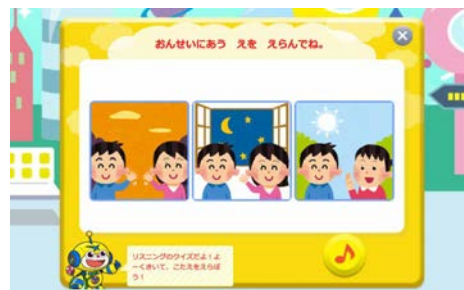 おんせいにあう えを えらんでね。
リスニングのクイズだよ！よ
ーくきいて、こたえをえらぼ
う！